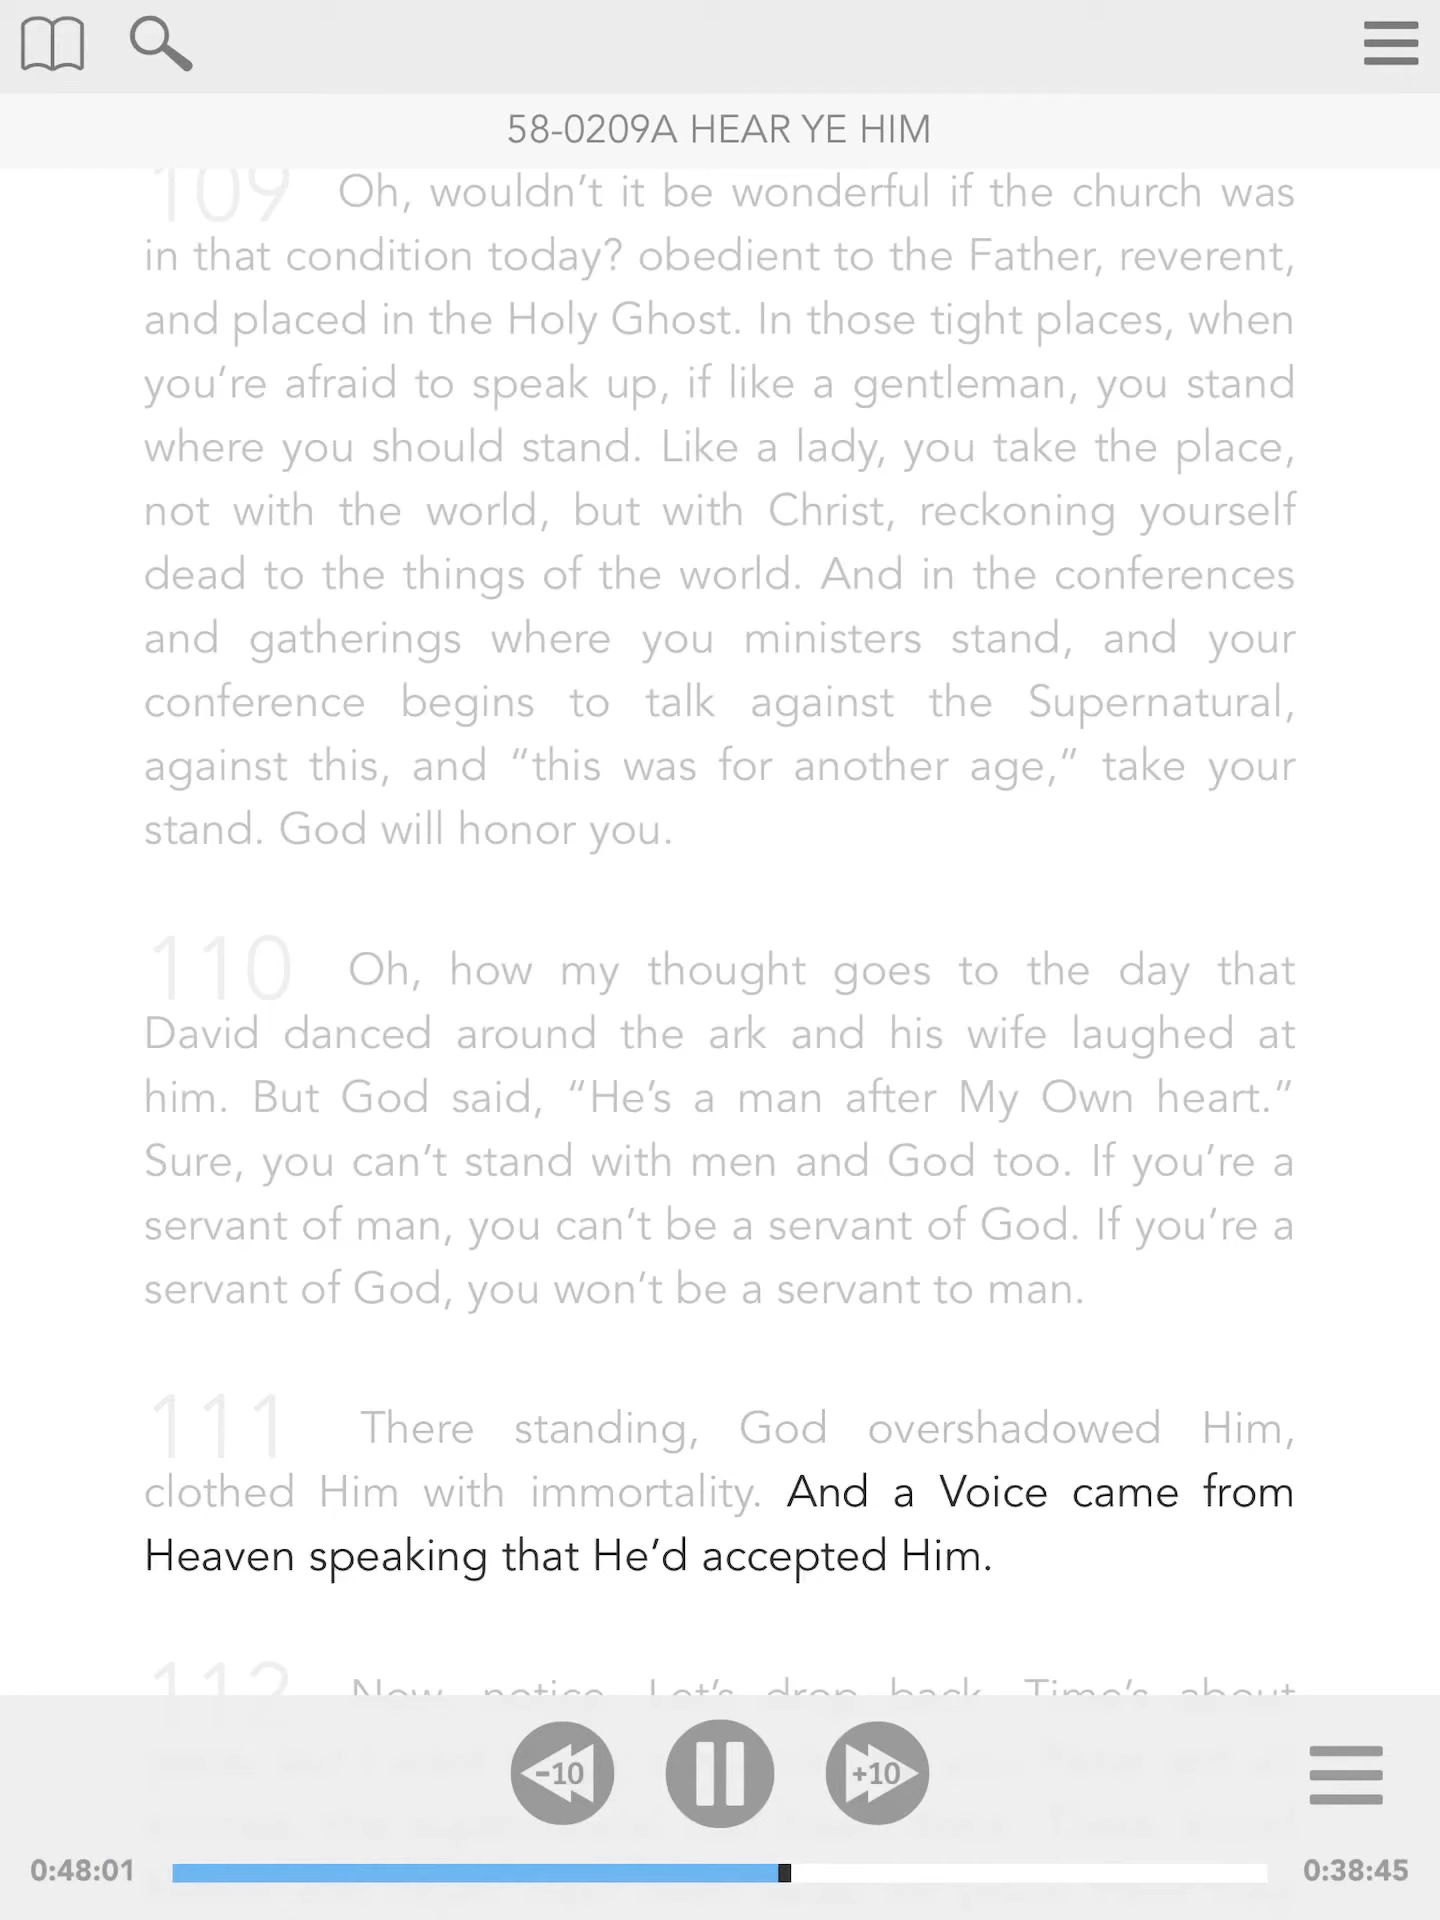 58-0209A HEAR YE HIM
109 Oh, wouldn’t it be wonderful if the church was
in that condition today? obedient to the Father, reverent,
and placed in the Holy Ghost. In those tight places, when
you’re afraid to speak up, if like a gentleman, you stand
where you should stand. Like a lady, you take the place,
not with the world, but with Christ, reckoning yourself
dead to the things of the world. And in the conferences
and gatherings where you ministers stand, and your
conference begins to talk against the Supernatural,
against this, and “this was for another age,” take your
stand. God will honor you.
110 Oh, how my thought goes to the day that
David danced around the ark and his wife laughed at
him. But God said, “He’s a man after My Own heart.”
Sure, you can’t stand with men and God too. If you’re a
servant of man, you can’t be a servant of God. If you’re a
servant of God, you won’t be a servant to man.
111 There standing, God overshadowed Him,
clothed Him with immortality. And a Voice came from
Heaven speaking that He’d accepted Him.
112 Now notice. Let’s drop back. Time’s about
-10 +10
0:48:01 0:38:45